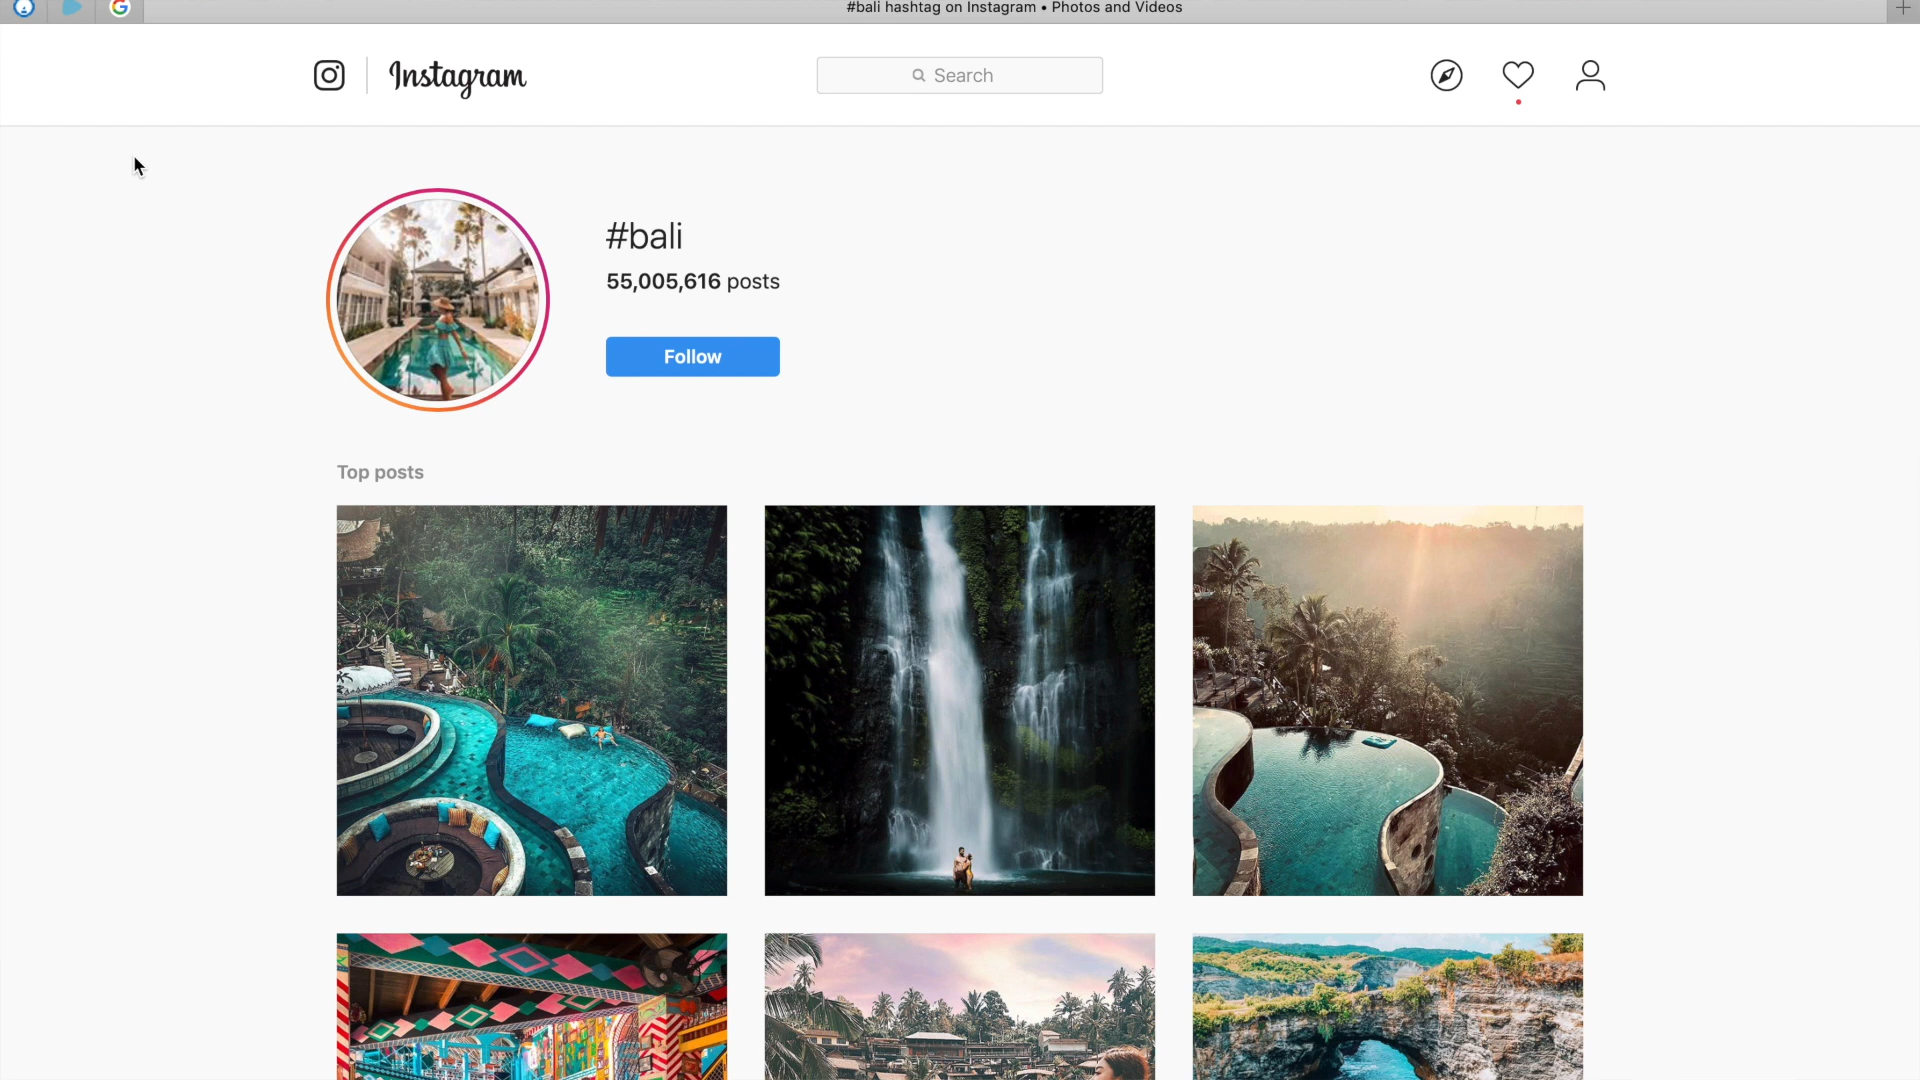 #bali hashtag on Instagram • Photos and Videos
Instagram
Search
#bali
55,005,616 posts
Follow
Top posts